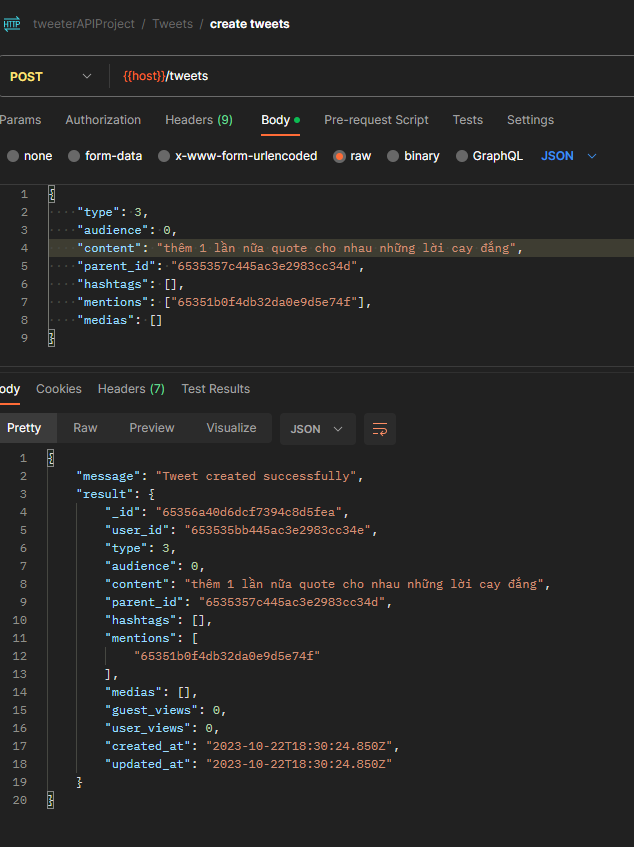 HTTP tweeterAPIProject / Tweets / create tweets
POST {{host}}/tweets
Params Authorization Headers (9) Body Pre-request Script Tests Settings
none form-data x-www-form-urlencoded raw binary GraphQL JSON
1 {
2 "type": 3,
3 "audience": 0,
4 "content": "thêm 1 lần nữa quote cho nhau những lời cay đắng",
5 "parent_id": "6535357c445ac3e2983cc34d",
6 "hashtags": [],
7 "mentions": ["65351b0f4db32da0e9d5e74f"],
8 "medias": []
9 }
ody Cookies Headers (7) Test Results
Pretty Raw Preview Visualize JSON
1 {
2 "message": "Tweet created successfully",
3 "result": {
4 "_id": "65356a40d6dcf7394c8d5fea",
5 "user_id": "653535bb445ac3e2983cc34e",
6 "type": 3,
7 "audience": 0,
8 "content": "thêm 1 lần nữa quote cho nhau những lời cay đắng",
9 "parent_id": "6535357c445ac3e2983cc34d",
10 "hashtags": [],
11 "mentions": [
12 "65351b0f4db32da0e9d5e74f"
13 ],
14 "medias": [],
15 "guest_views": 0,
16 "user_views": 0,
17 "created_at": "2023-10-22T18:30:24.850Z",
18 "updated_at": "2023-10-22T18:30:24.850Z"
19 }
20 }